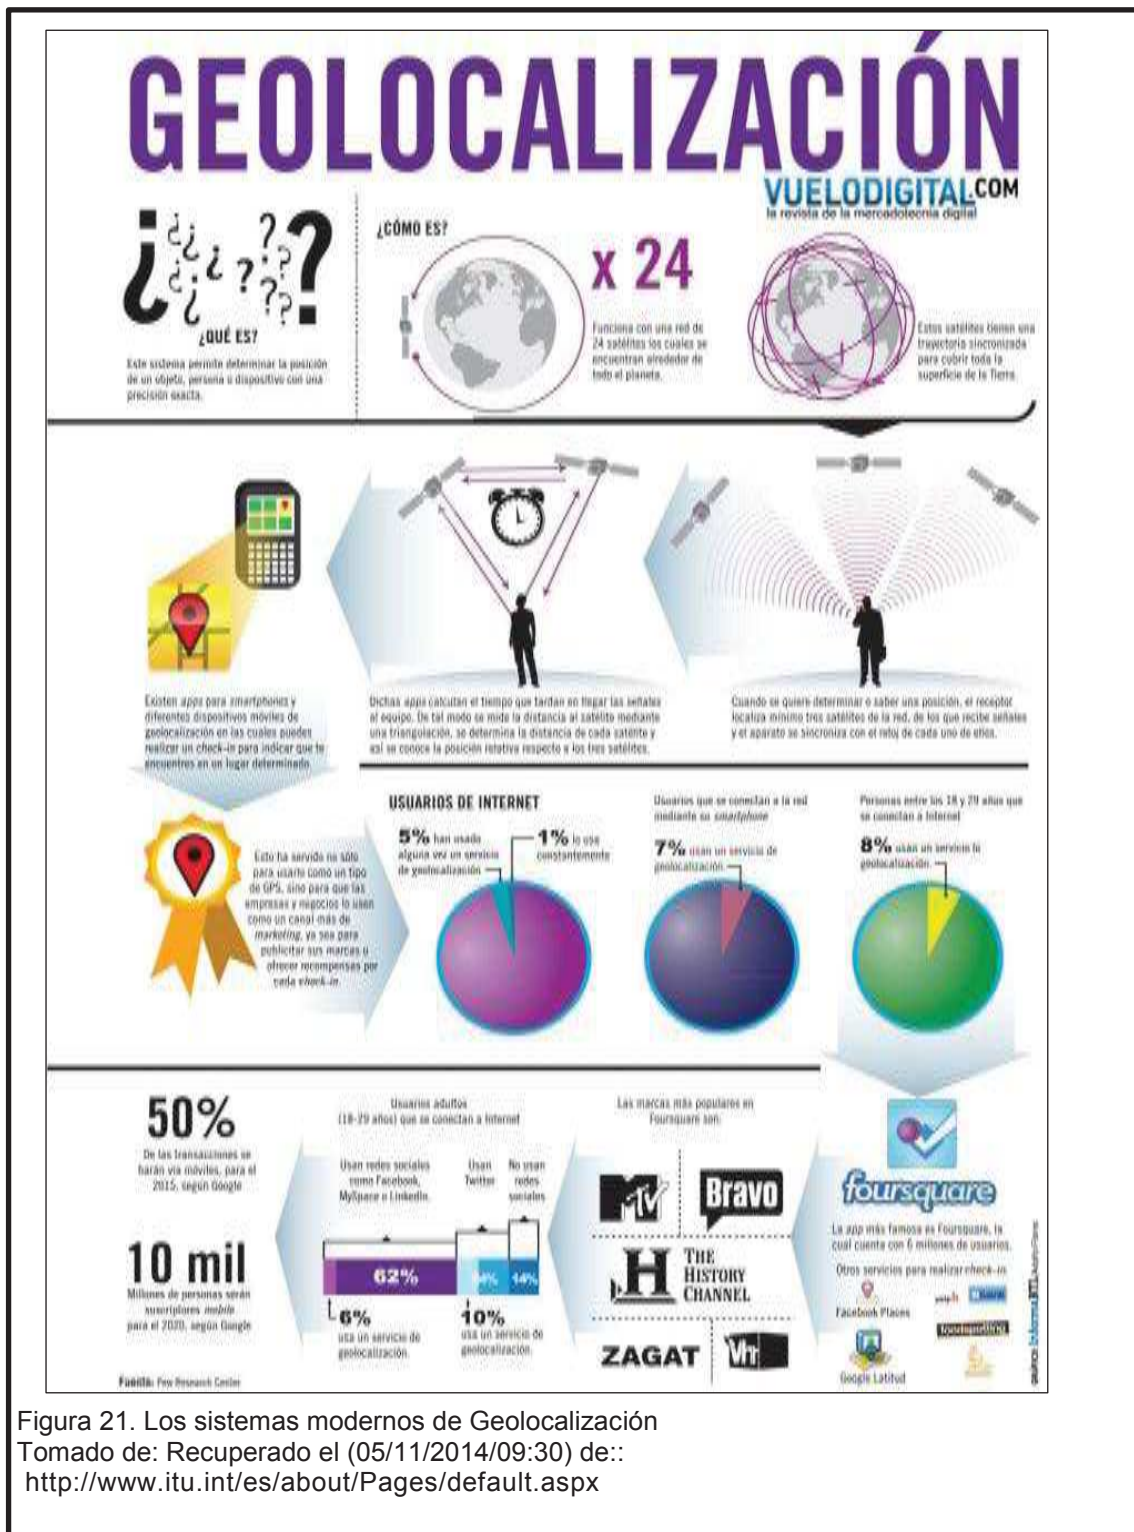 GEOLOCALIZACIÓN
VUELODIGITAL.COM
la revista de la mercadotecnia digital
¿QUÉ ES?
Este sistema permite determinar la posición
de un objeto, persona o dispositivo con una
precisión exacta.
¿CÓMO ES?
x 24
Funciona con una red de
24 satélites los cuales se
encuentran alrededor de
todo el planeta.
Estos satélites tienen una
trayectoria sincronizada
para cubrir toda la
superficie de la Tierra.
Cuando se quiere determinar o saber una posición, el receptor
localiza mínimo tres satélites de la red, de los que recibe señales
y el aparato se sincroniza con el reloj de cada uno de ellos.
Dichas apps calculan el tiempo que tardan en llegar las señales
al equipo. De tal modo se mide la distancia al satélite mediante
una triangulación, se determina la distancia de cada satélite y
así se conoce la posición relativa respecto a los tres satélites.
Existen apps para smartphones y
diferentes dispositivos móviles de
geolocalización en las cuales puedes
realizar un check-in para indicar que te
encuentres en un lugar determinado.
Esto ha servido no sólo
para usarlo como un tipo
de GPS, sino para que las
empresas y negocios lo usen
como un canal más de
marketing, ya sea para
publicitar sus marcas u
ofrecer recompensas por
cada check-in.
USUARIOS DE INTERNET
5% han usado
alguna vez un servicio
de geolocalización
1% lo usa
constantemente
Usuarios que se conectan a la red
mediante su smartphone
7% usan un servicio de
geolocalización.
Personas entre los 18 y 29 años que
se conectan a Internet
8% usan un servicio
geolocalización.
foursquare
La app más famosa es Foursquare, la
cual cuenta con 6 millones de usuarios.
Otros servicios para realizar check-in
Facebook Places
Google Latitud
Las marcas más populares en
Foursquare son:
MTV
Bravo
H THE
HISTORY
CHANNEL
ZAGAT
Vh1
Usuarios adultos
(18-29 años) que se conectan a Internet
Usan redes sociales
como Facebook,
MySpace o LinkedIn.
Usan
Twitter
No usan
redes
sociales
62%
14%
6%
usa un servicio de
geolocalización.
10%
usa un servicio de
geolocalización.
50%
De las transacciones se
harán vía móviles, para el
2015, según Google
10 mil
Millones de personas serán
suscriptores mobile
para el 2020, según Google
Fuente: Pew Research Center
Figura 21. Los sistemas modernos de Geolocalización
Tomado de: Recuperado el (05/11/2014/09:30) de::
http://www.itu.int/es/about/Pages/default.aspx